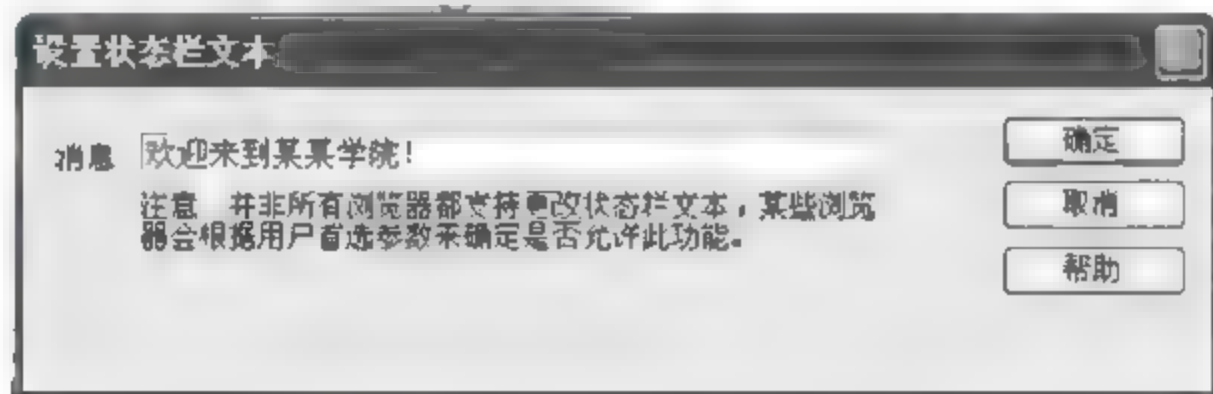 设置状态栏文本
消息 欢迎来到某某学院!
注意 并非所有浏览器都支持更改状态栏文本,某些浏览
器会根据用户首选参数来确定是否允许此功能。
确定
取消
帮助